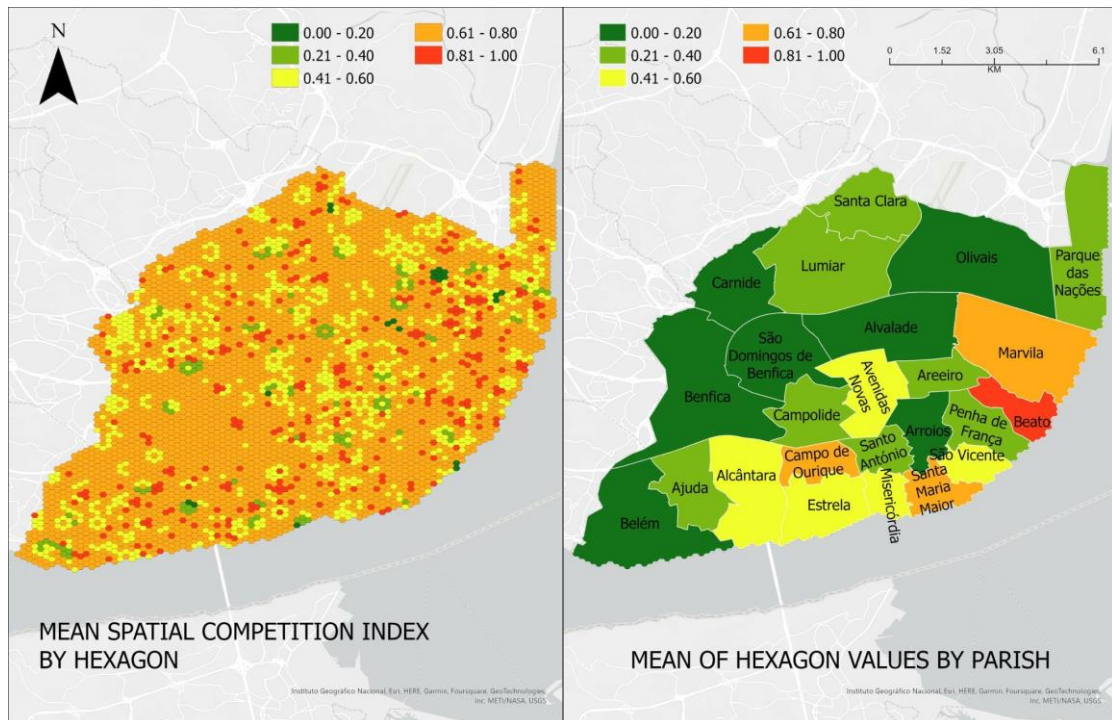 N
0.00 - 0.20
0.21 - 0.40
0.41 - 0.60
0.61 - 0.80
0.81 - 1.00
MEAN SPATIAL COMPETITION INDEX
BY HEXAGON
Instituto Geográfico Nacional, Esri, HERE, Garmin, Foursquare, GeoTechnologies,
Inc, METI/NASA, USGS
0.00 - 0.20
0.21 - 0.40
0.41 - 0.60
0.61 - 0.80
0.81 - 1.00
0 1.52 3.05 6.1
KM
Santa Clara
Lumiar
Olivais
Parque
das
Nações
Carnide
Alvalade
São
Domingos de
Benfica
Marvila
Avenidas
Novas
Areeiro
Benfica
Campolide
Arroios
Penha de
França
Beato
Santo
António
São Vicente
Campo de
Ourique
Alcântara
Ajuda
Santa
Maria
Maior
Misericórdia
Estrela
Belém
MEAN OF HEXAGON VALUES BY PARISH
Instituto Geográfico Nacional, Esri, HERE, Garmin, Foursquare, GeoTechnologies,
Inc, METI/NASA, USGS